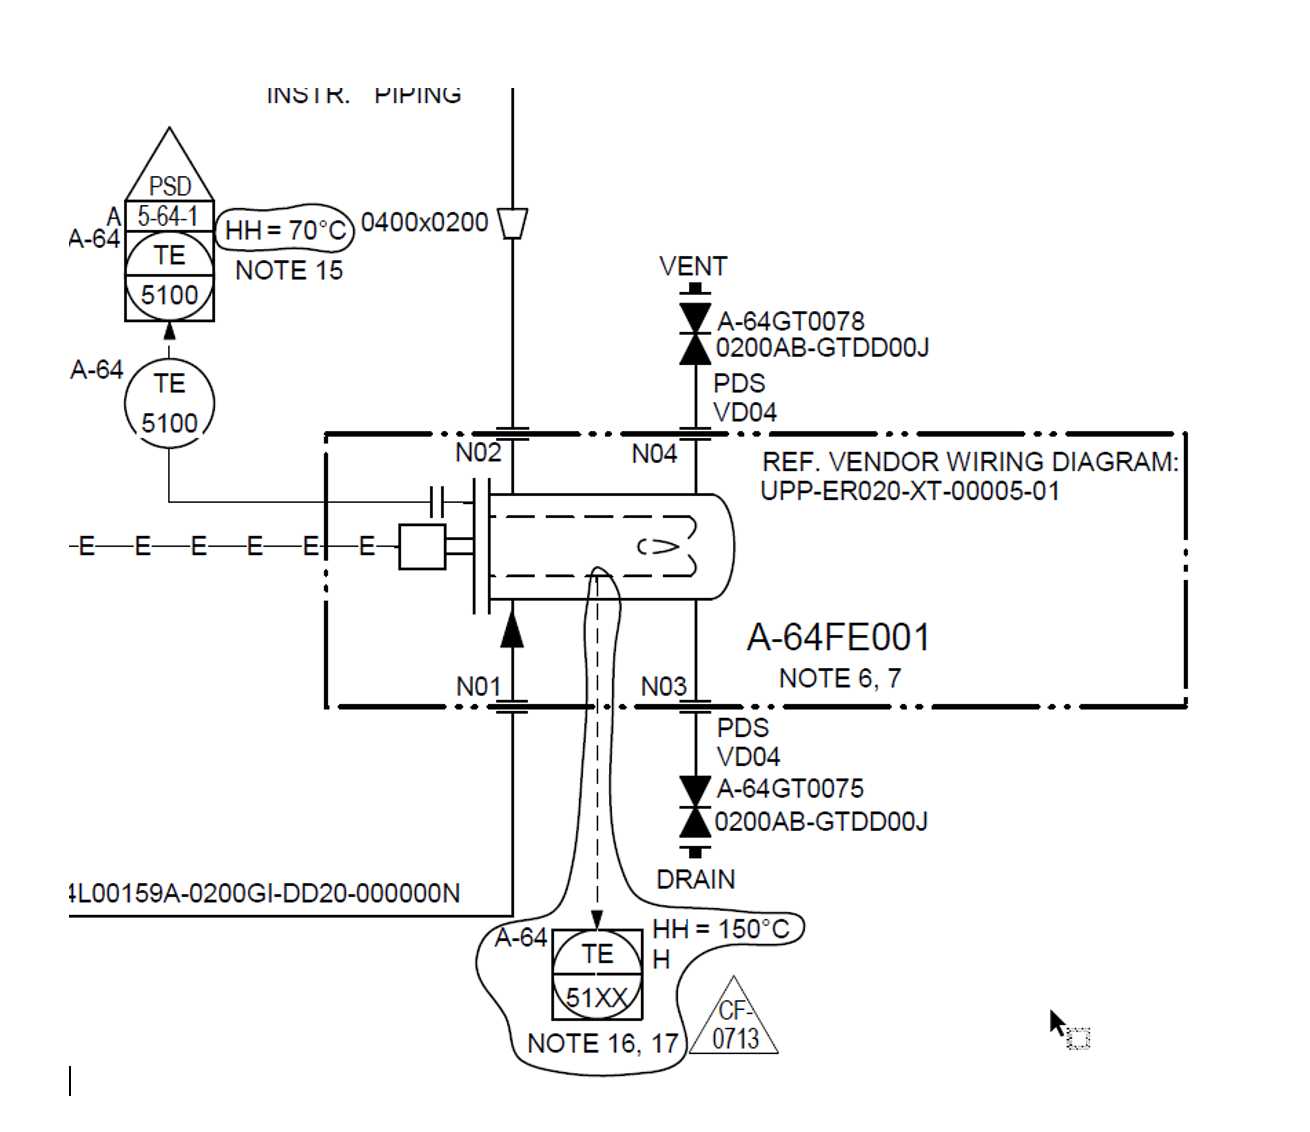 INSTR. PIPING
PSD
A
5-64-1
A-64
TE
5100
HH = 70°C
NOTE 15
0400x0200
VENT
A-64GT0078
0200AB-GTDD00J
PDS
VD04
A-64
TE
5100
N02
N04
REF. VENDOR WIRING DIAGRAM:
UPP-ER020-XT-00005-01
E E E E E E
A-64FE001
NOTE 6, 7
N01
N03
PDS
VD04
A-64GT0075
0200AB-GTDD00J
DRAIN
4L00159A-0200GI-DD20-000000N
A-64
TE
51XX
HH = 150°C
H
NOTE 16, 17
CF-
0713